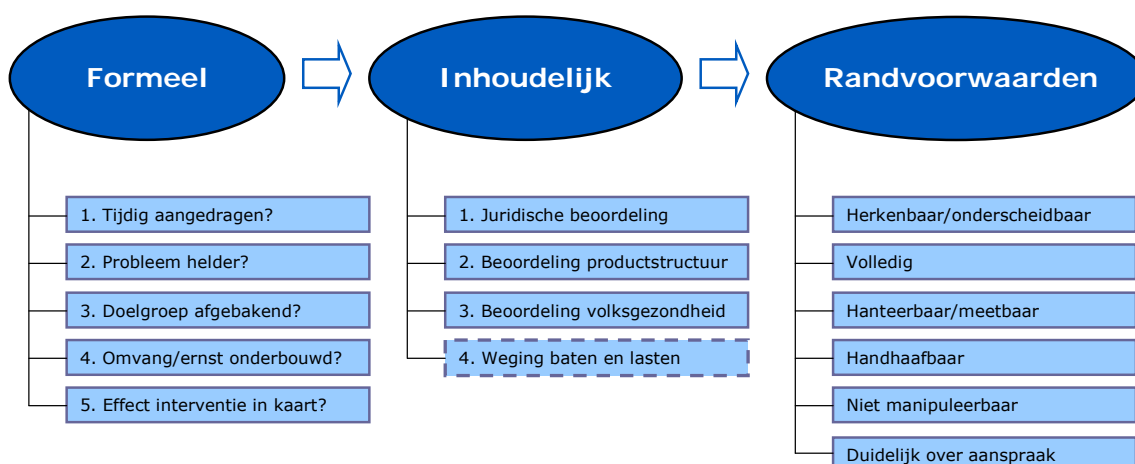 Formeel
1. Tijdig aangedragen?
2. Probleem helder?
3. Doelgroep afgebakend?
4. Omvang/ernst onderbouwd?
5. Effect interventie in kaart?
Inhoudelijk
1. Juridische beoordeling
2. Beoordeling productstructuur
3. Beoordeling volksgezondheid
4. Weging baten en lasten
Randvoorwaarden
Herkenbaar/onderscheidbaar
Volledig
Hanteerbaar/meetbaar
Handhaafbaar
Niet manipuleerbaar
Duidelijk over aanspraak